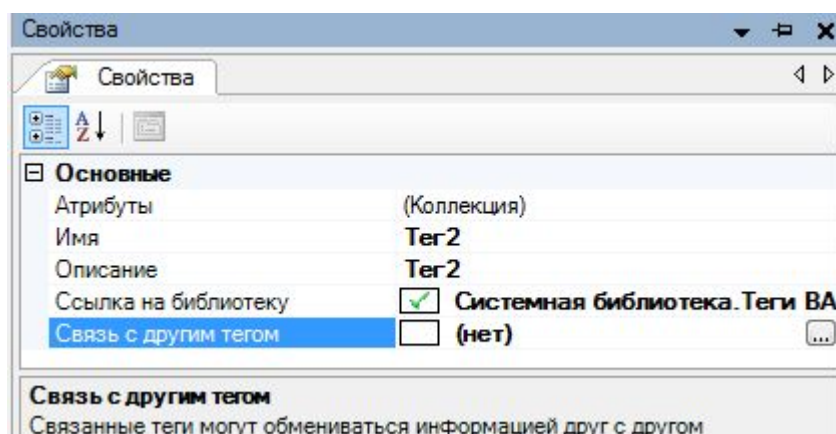 Свойства
Свойства
Основные
Атрибуты (Коллекция)
Имя Тег2
Описание Тег2
Ссылка на библиотеку Системная библиотека.Теги ВА
Связь с другим тегом (нет) ...
Связь с другим тегом
Связанные теги могут обмениваться информацией друг с другом